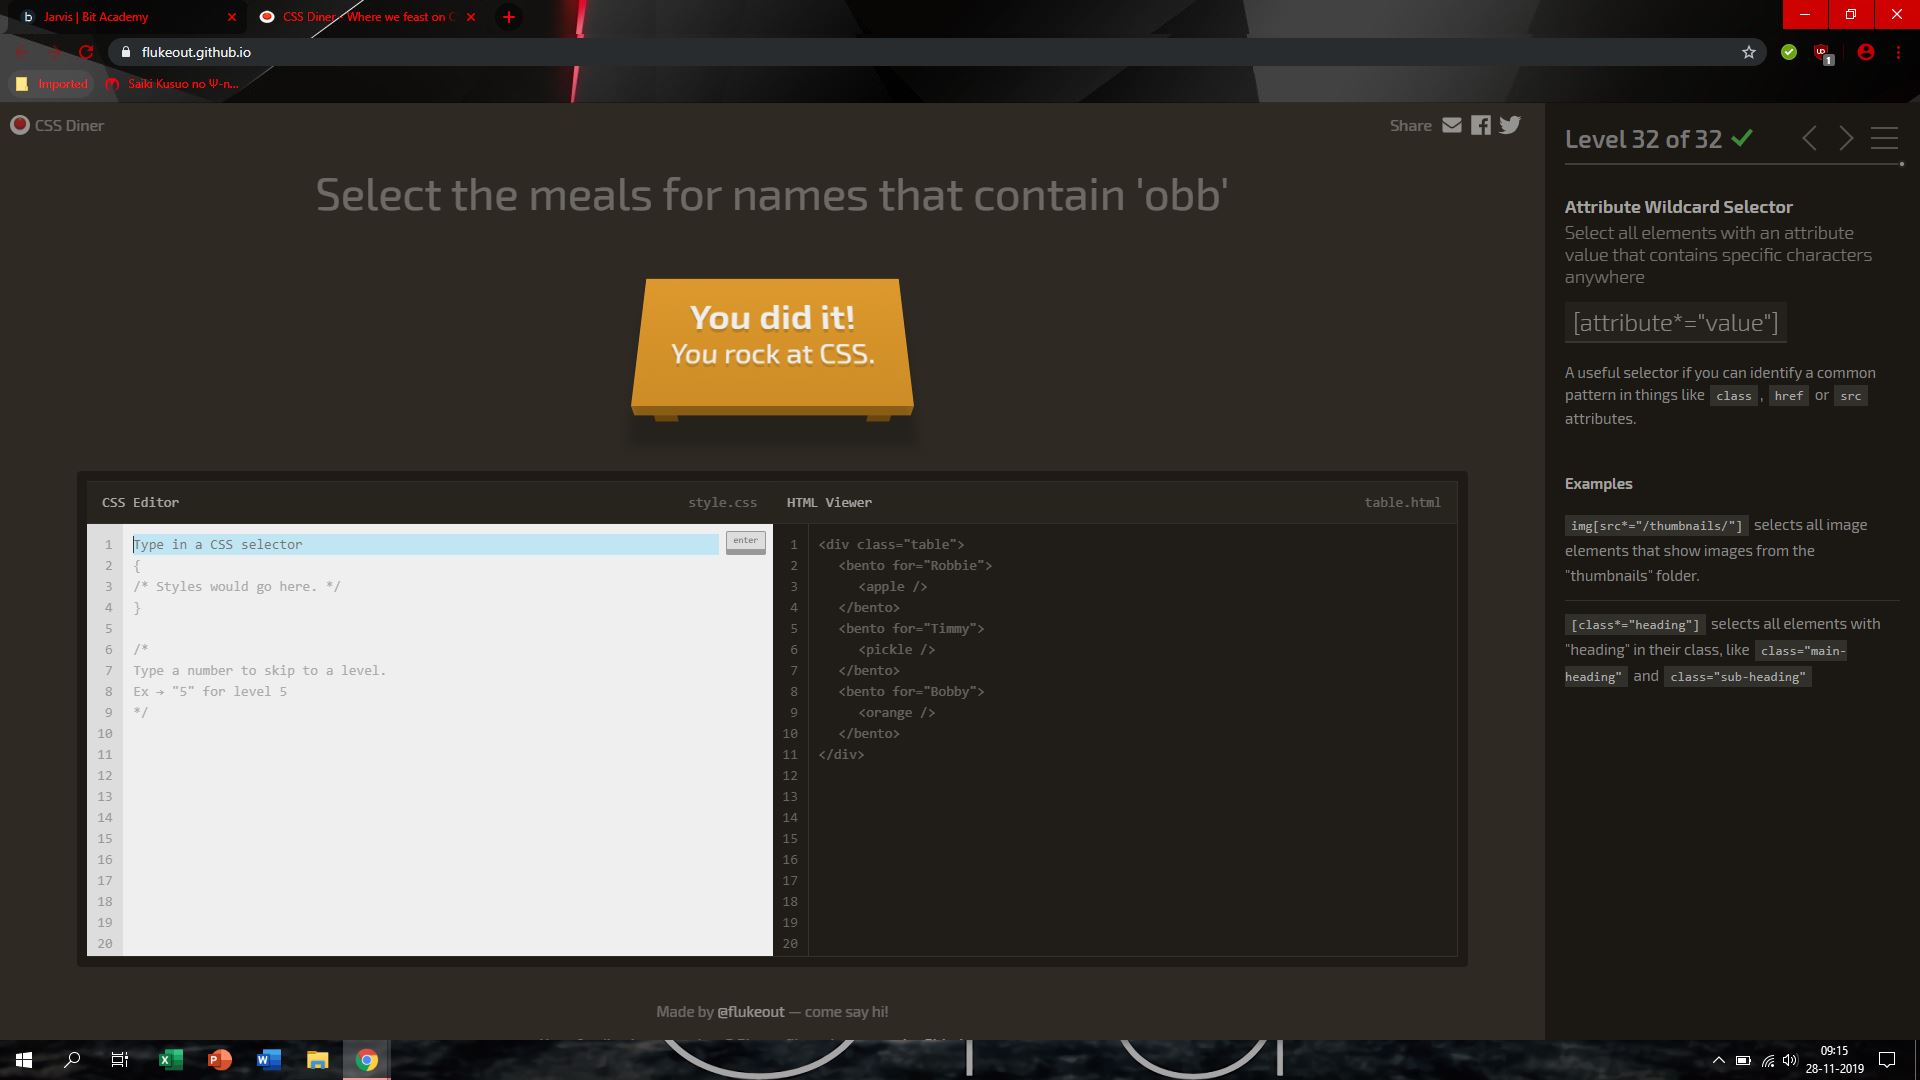 Jarvis | Bit Academy
CSS Diner - Where we feast on C
flukeout.github.io
1
Imported
Saiki Kusuo no Ψ-n...
CSS Diner
Share
Select the meals for names that contain 'obb'
You did it!
You rock at CSS.
CSS Editor
style.css
1 Type in a CSS selector
enter
2 {
3 /* Styles would go here. */
4 }
5
6 /*
7 Type a number to skip to a level.
8 Ex → "5" for level 5
9 */
10
11
12
13
14
15
16
17
18
19
20
HTML Viewer
table.html
1 <div class="table">
2 <bento for="Robbie">
3 <apple />
4 </bento>
5 <bento for="Timmy">
6 <pickle />
7 </bento>
8 <bento for="Bobby">
9 <orange />
10 </bento>
11 </div>
12
13
14
15
16
17
18
19
20
Made by @flukeout — come say hi!
Level 32 of 32
Attribute Wildcard Selector
Select all elements with an attribute
value that contains specific characters
anywhere
[attribute*="value"]
A useful selector if you can identify a common
pattern in things like class , href or src
attributes.
Examples
img[src*="/thumbnails/"] selects all image
elements that show images from the
"thumbnails" folder.
[class*="heading"] selects all elements with
"heading" in their class, like class="main-
heading" and class="sub-heading"
09:15
28-11-2019